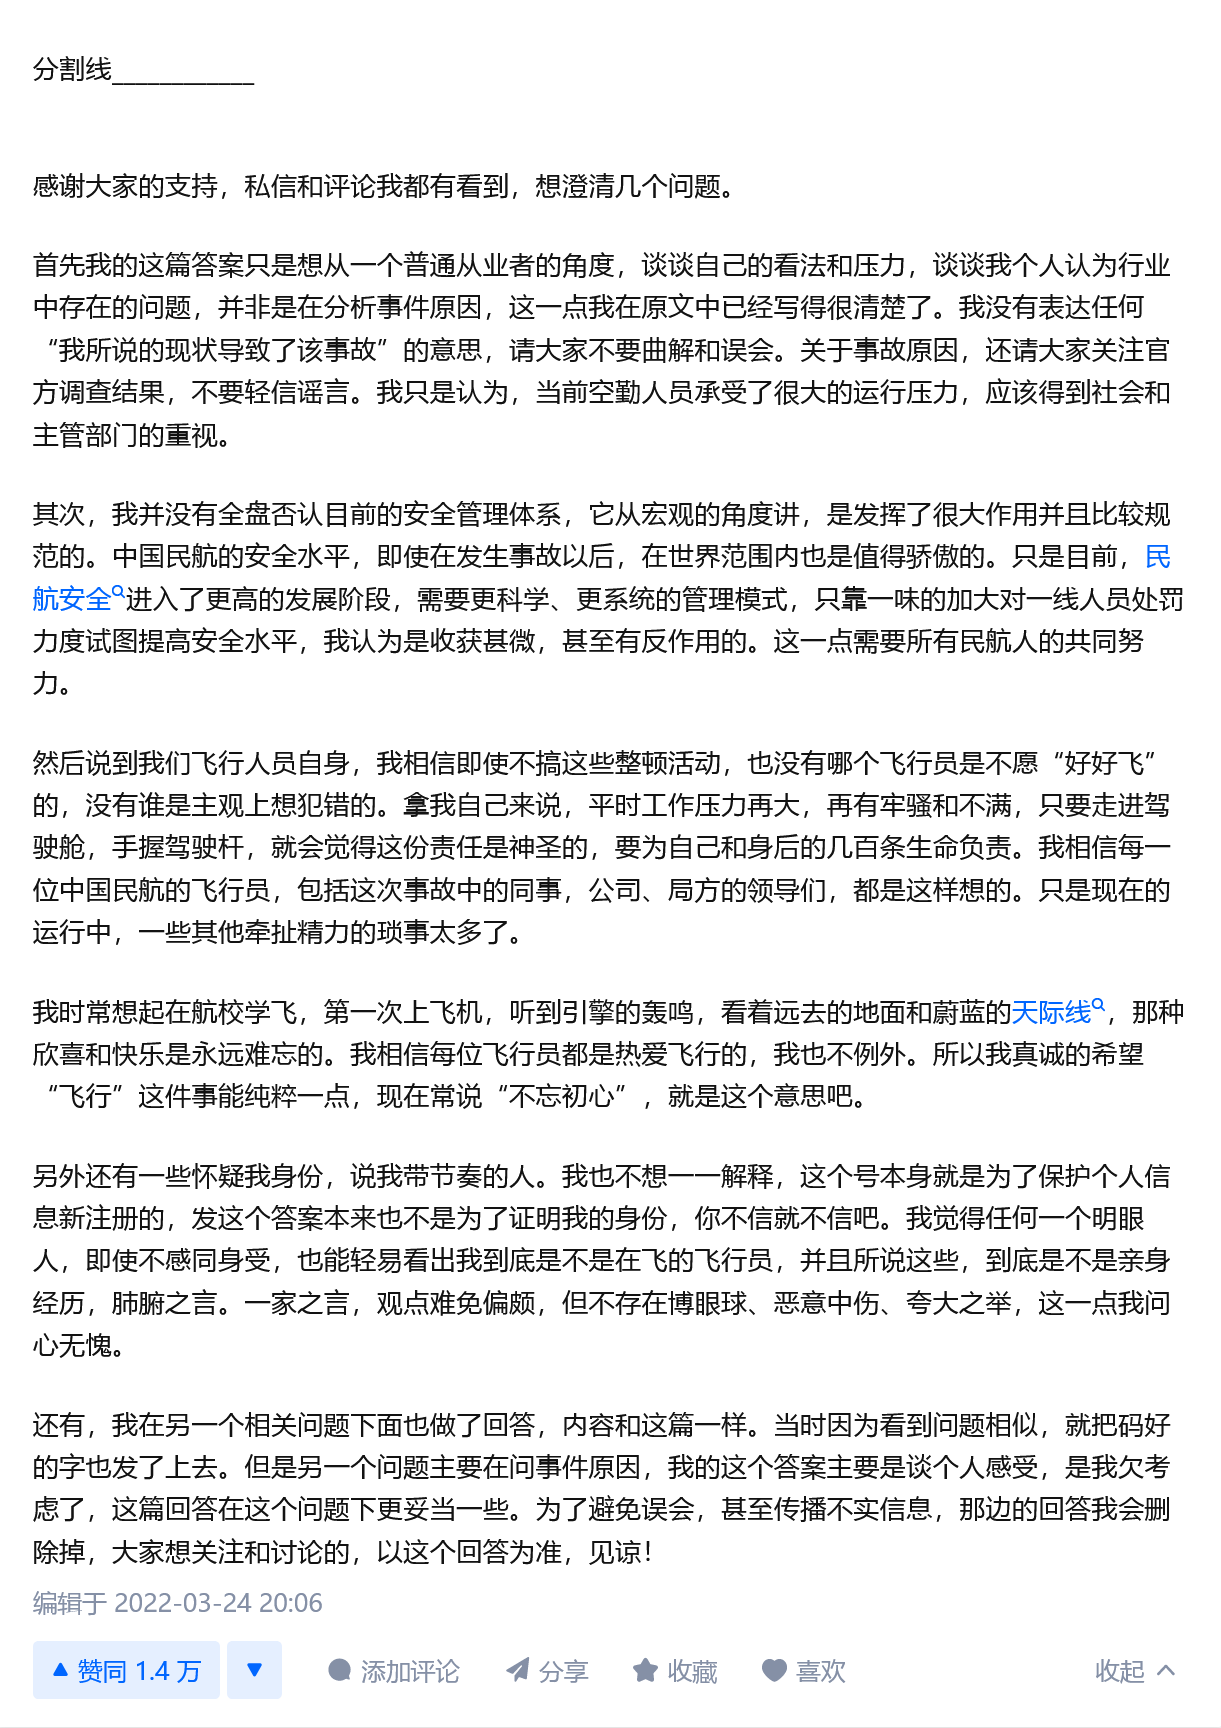 分割线___________
感谢大家的支持，私信和评论我都有看到，想澄清几个问题。
首先我的这篇答案只是想从一个普通从业者的角度，谈谈自己的看法和压力，谈谈我个人认为行业
中存在的问题，并非是在分析事件原因，这一点我在原文中已经写得很清楚了。我没有表达任何
“我所说的现状导致了该事故”的意思，请大家不要曲解和误会。关于事故原因，还请大家关注官
方调查结果，不要轻信谣言。我只是认为，当前空勤人员承受了很大的运行压力，应该得到社会和
主管部门的重视。
其次，我并没有全盘否认目前的安全管理体系，它从宏观的角度讲，是发挥了很大作用并且比较规
范的。中国民航的安全水平，即使在发生事故以后，在世界范围内也是值得骄傲的。只是目前，民
航安全进入了更高的发展阶段，需要更科学、更系统的管理模式，只靠一味的加大对一线人员处罚
力度试图提高安全水平，我认为是收获甚微，甚至有反作用的。这一点需要所有民航人的共同努
力。
然后说到我们飞行人员自身，我相信即使不搞这些整顿活动，也没有哪个飞行员是不愿“好好飞”
的，没有谁是主观上想犯错的。拿我自己来说，平时工作压力再大，再有牢骚和不满，只要走进驾
驶舱，手握驾驶杆，就会觉得这份责任是神圣的，要为自己和身后的几百条生命负责。我相信每一
位中国民航的飞行员，包括这次事故中的同事，公司、局方的领导们，都是这样想的。只是现在的
运行中，一些其他牵扯精力的琐事太多了。
我时常想起在航校学飞，第一次上飞机，听到引擎的轰鸣，看着远去的地面和蔚蓝的天际线，那种
欣喜和快乐是永远难忘的。我相信每位飞行员都是热爱飞行的，我也不例外。所以我真诚的希望
“飞行”这件事能纯粹一点，现在常说“不忘初心”，就是这个意思吧。
另外还有一些怀疑我身份，说我带节奏的人。我也不想一一解释，这个号本身就是为了保护个人信
息新注册的，发这个答案本来也不是为了证明我的身份，你不信就不信吧。我觉得任何一个明眼
人，即使不感同身受，也能轻易看出我到底是不是在飞的飞行员，并且所说这些，到底是不是亲身
经历，肺腑之言。一家之言，观点难免偏颇，但不存在博眼球、恶意中伤、夸大之举，这一点我问
心无愧。
还有，我在另一个相关问题下面也做了回答，内容和这篇一样。当时因为看到问题相似，就把码好
的字也发了上去。但是另一个问题主要在问事件原因，我的这个答案主要是谈个人感受，是我欠考
虑了，这篇回答在这个问题下更妥当一些。为了避免误会，甚至传播不实信息，那边的回答我会删
除掉，大家想关注和讨论的，以这个回答为准，见谅！
编辑于 2022-03-24 20:06
赞同 1.4 万 添加评论 分享 收藏 喜欢 收起